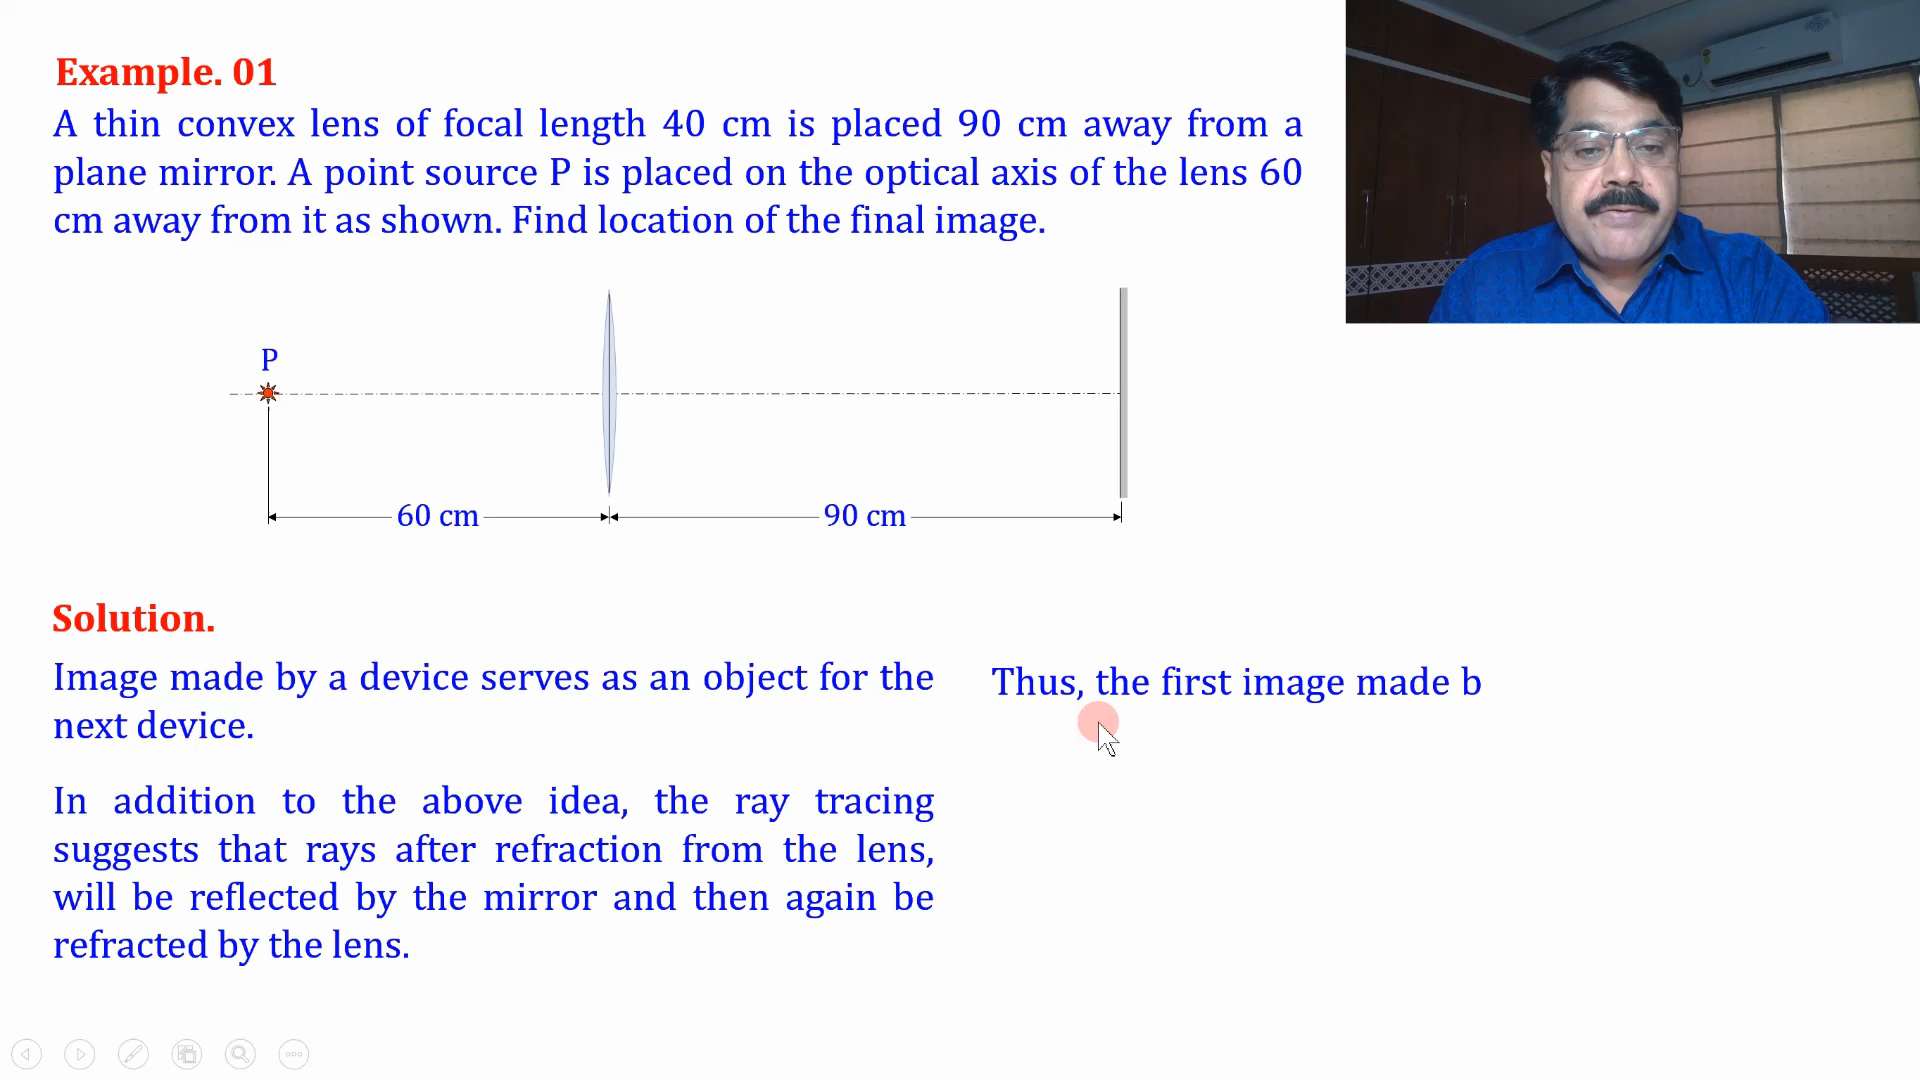 Example. 01
A thin convex lens of focal length 40 cm is placed 90 cm away from a
plane mirror. A point source P is placed on the optical axis of the lens 60
cm away from it as shown. Find location of the final image.
P
60 cm
90 cm
Solution.
Image made by a device serves as an object for the
next device.
In addition to the above idea, the ray tracing
suggests that rays after refraction from the lens,
will be reflected by the mirror and then again be
refracted by the lens.
Thus, the first image made b